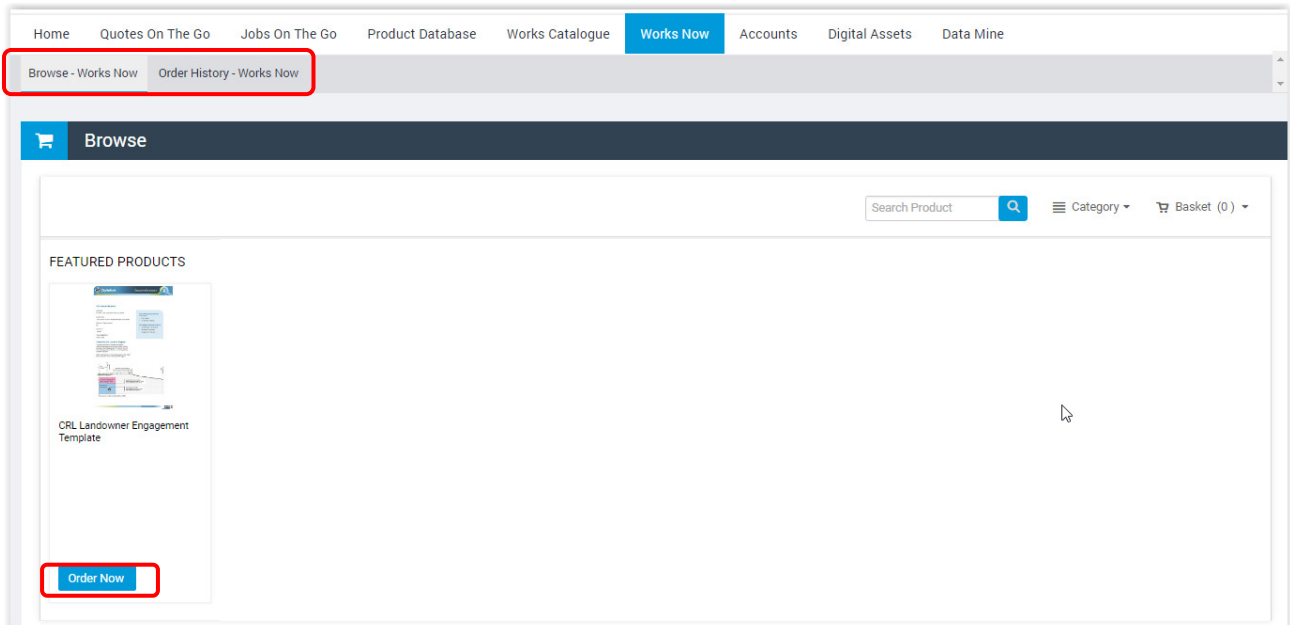 Home Quotes On The Go Jobs On The Go Product Database Works Catalogue Works Now Accounts Digital Assets Data Mine
Browse - Works Now Order History - Works Now
Browse
Search Product Category Basket (0)
FEATURED PRODUCTS
CRL Landowner Engagement
Template
Order Now